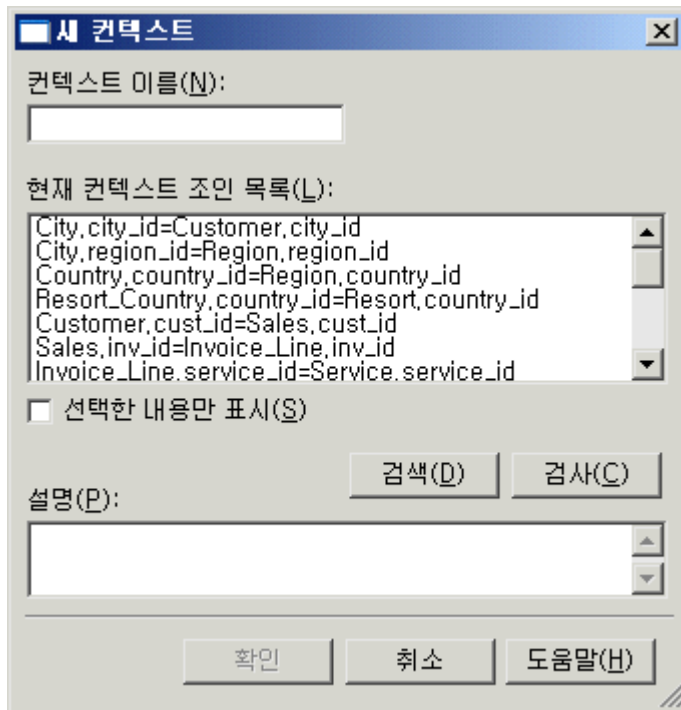 새 컨텍스트
컨텍스트 이름(N):
현재 컨텍스트 조인 목록(L):
City,city_id=Customer,city_id
City,region_id=Region,region_id
Country,country_id=Region,country_id
Resort_Country,country_id=Resort,country_id
Customer,cust_id=Sales,cust_id
Sales,inv_id=Invoice_Line,inv_id
Invoice_Line,service_id=Service,service_id
선택한 내용만 표시(S)
검색(D) 검사(C)
설명(P):
확인 취소 도움말(H)